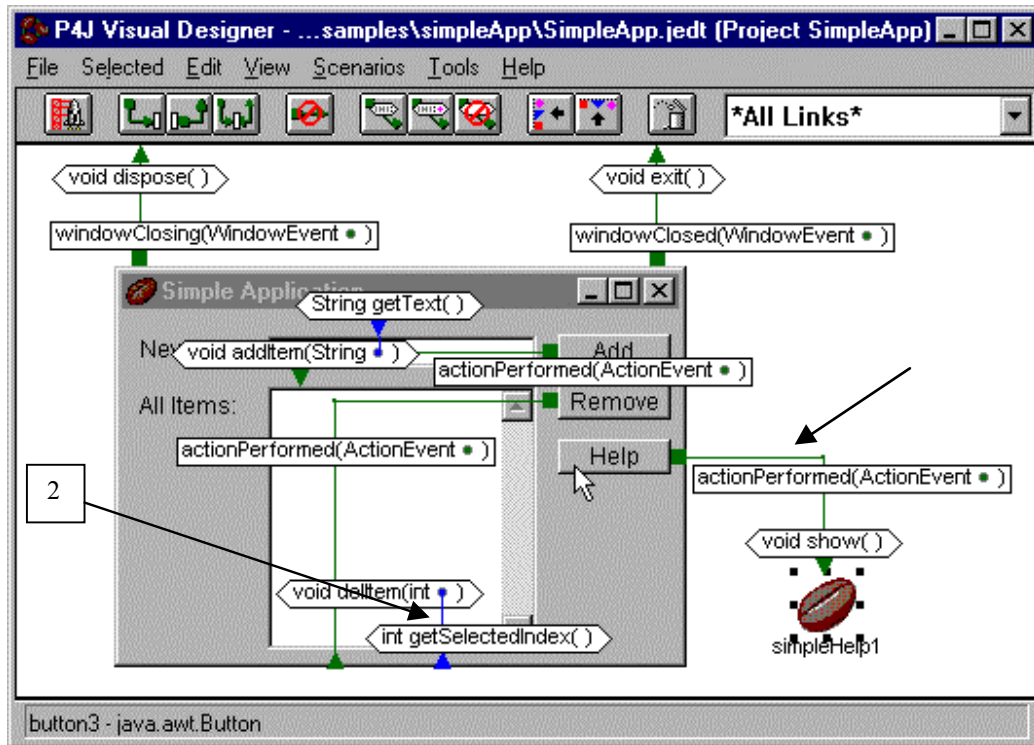 P4J Visual Designer - ...samples\simpleApp\SimpleApp.jedt (Project SimpleApp)
File Selected Edit View Scenarios Tools Help
*All Links*
void dispose( )
void exit( )
windowClosing(WindowEvent • )
windowClosed(WindowEvent • )
Simple Application
String getText( )
New
void addItem(String • )
Add
actionPerformed(ActionEvent • )
All Items:
Remove
actionPerformed(ActionEvent • )
Help
actionPerformed(ActionEvent • )
2
void show( )
void delItem(int • )
int getSelectedIndex( )
simpleHelp1
button3 - java.awt.Button